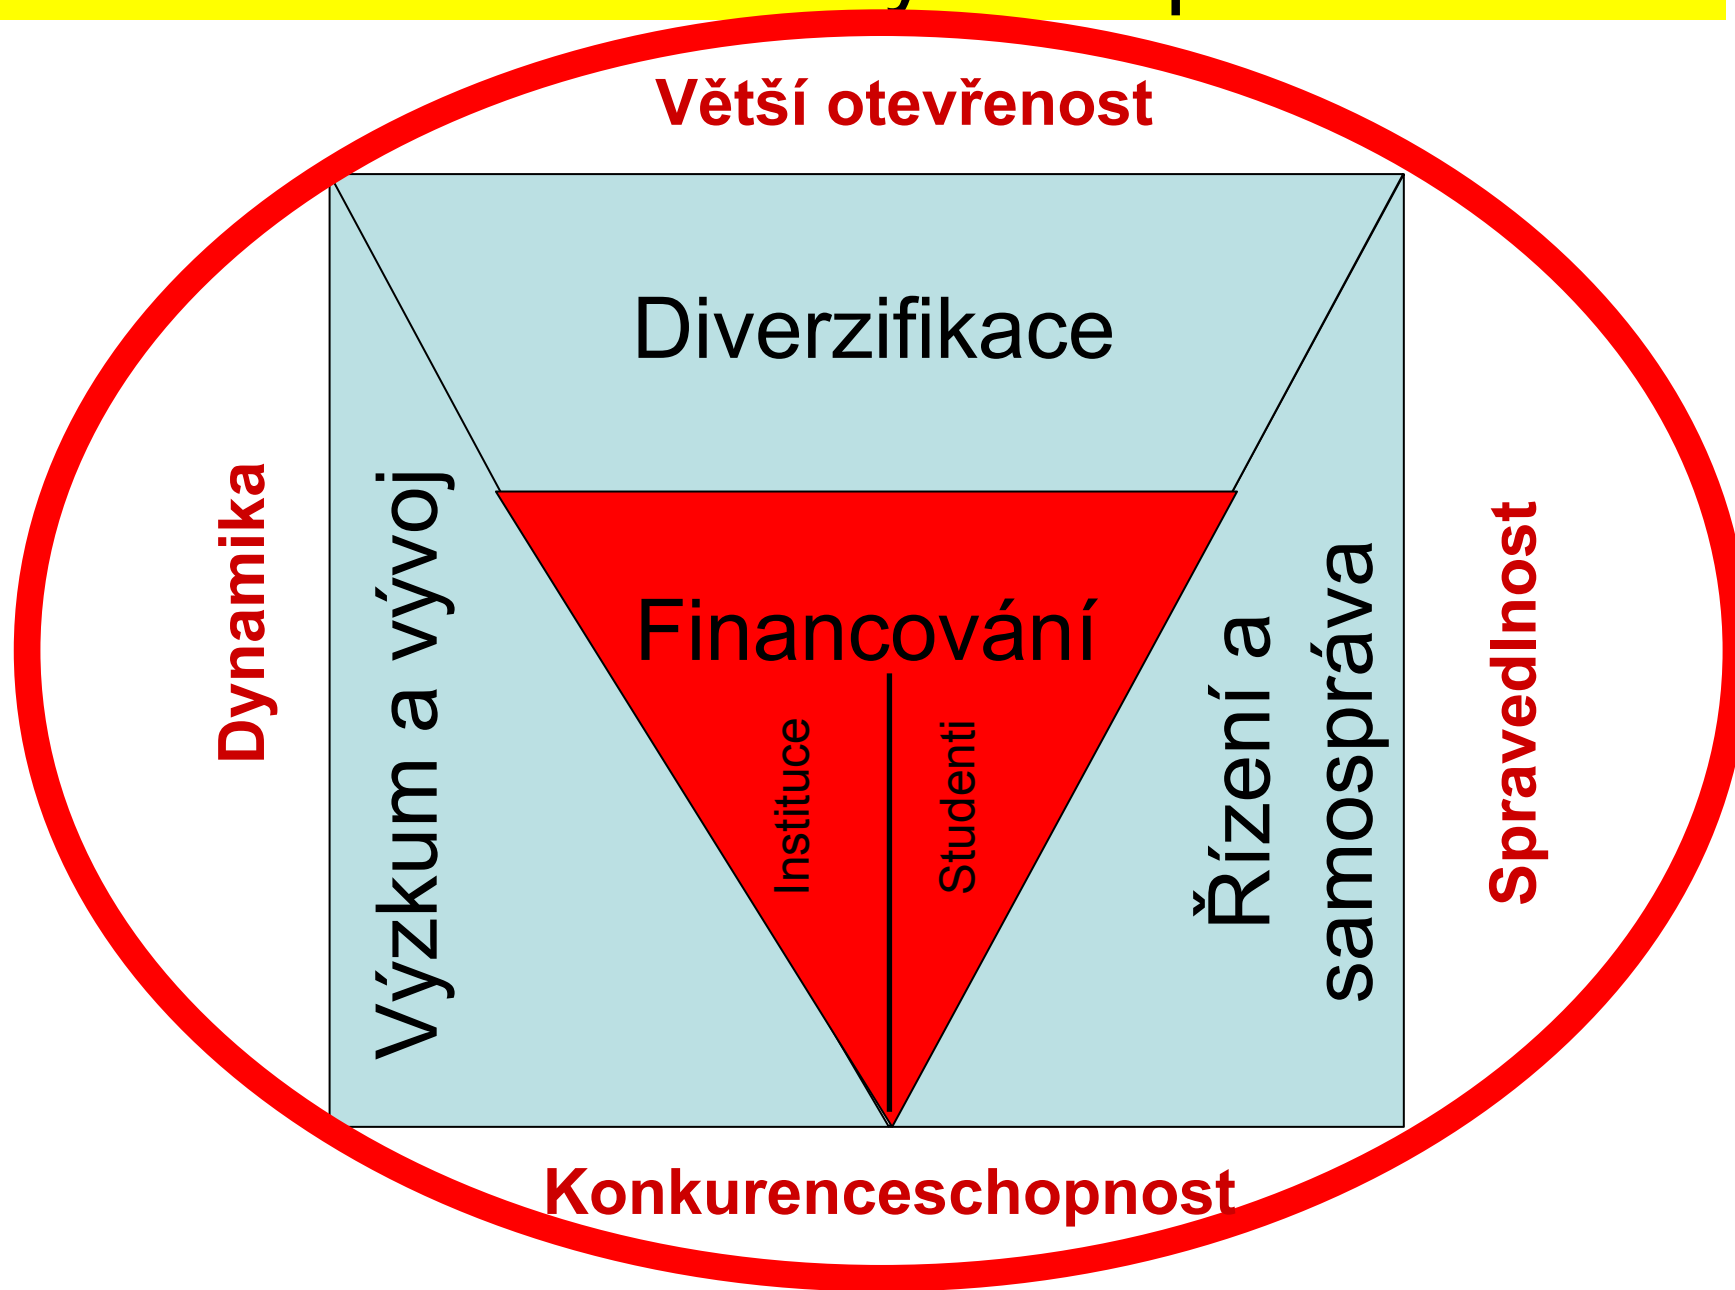 Větší otevřenost
Diverzifikace
Dynamika
Výzkum a vývoj
Financování
Instituce
Studenti
Řízení a
samospráva
Spravedlnost
Konkurenceschopnost